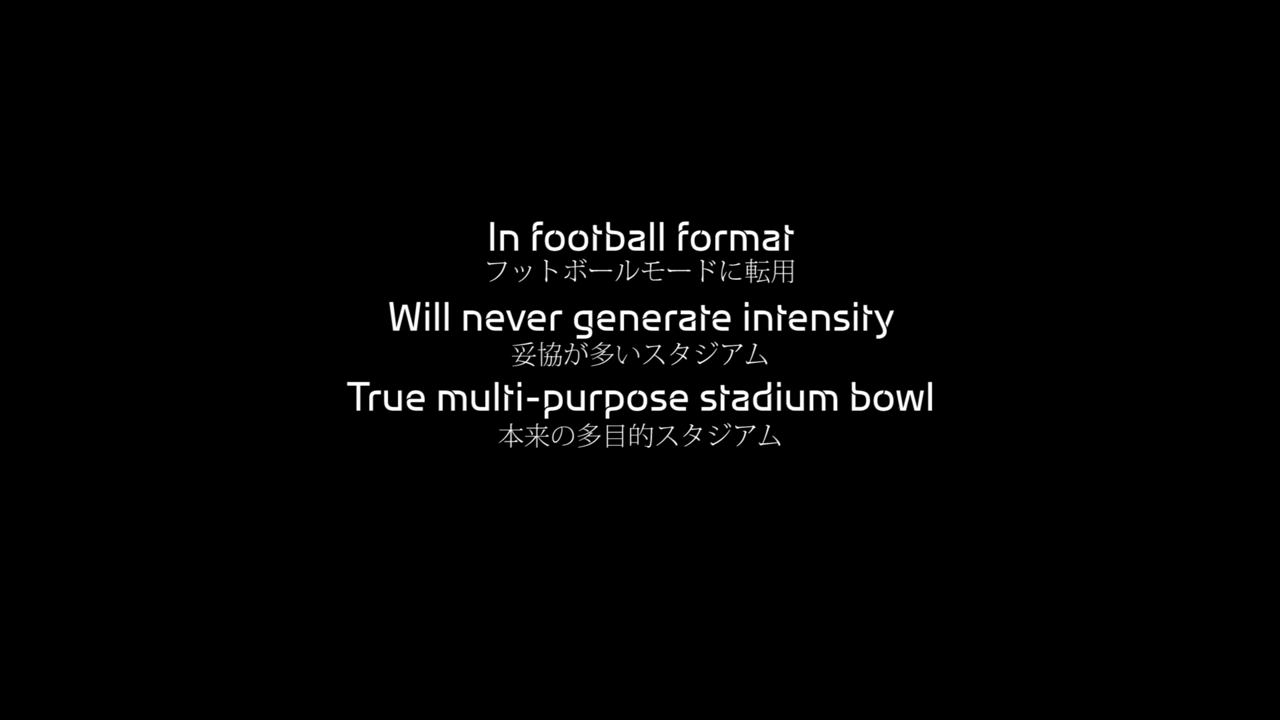 In football format
フットボールモードに転用
Will never generate intensity
妥協が多いスタジアム
True multi-purpose stadium bowl
本来の多目的スタジアム